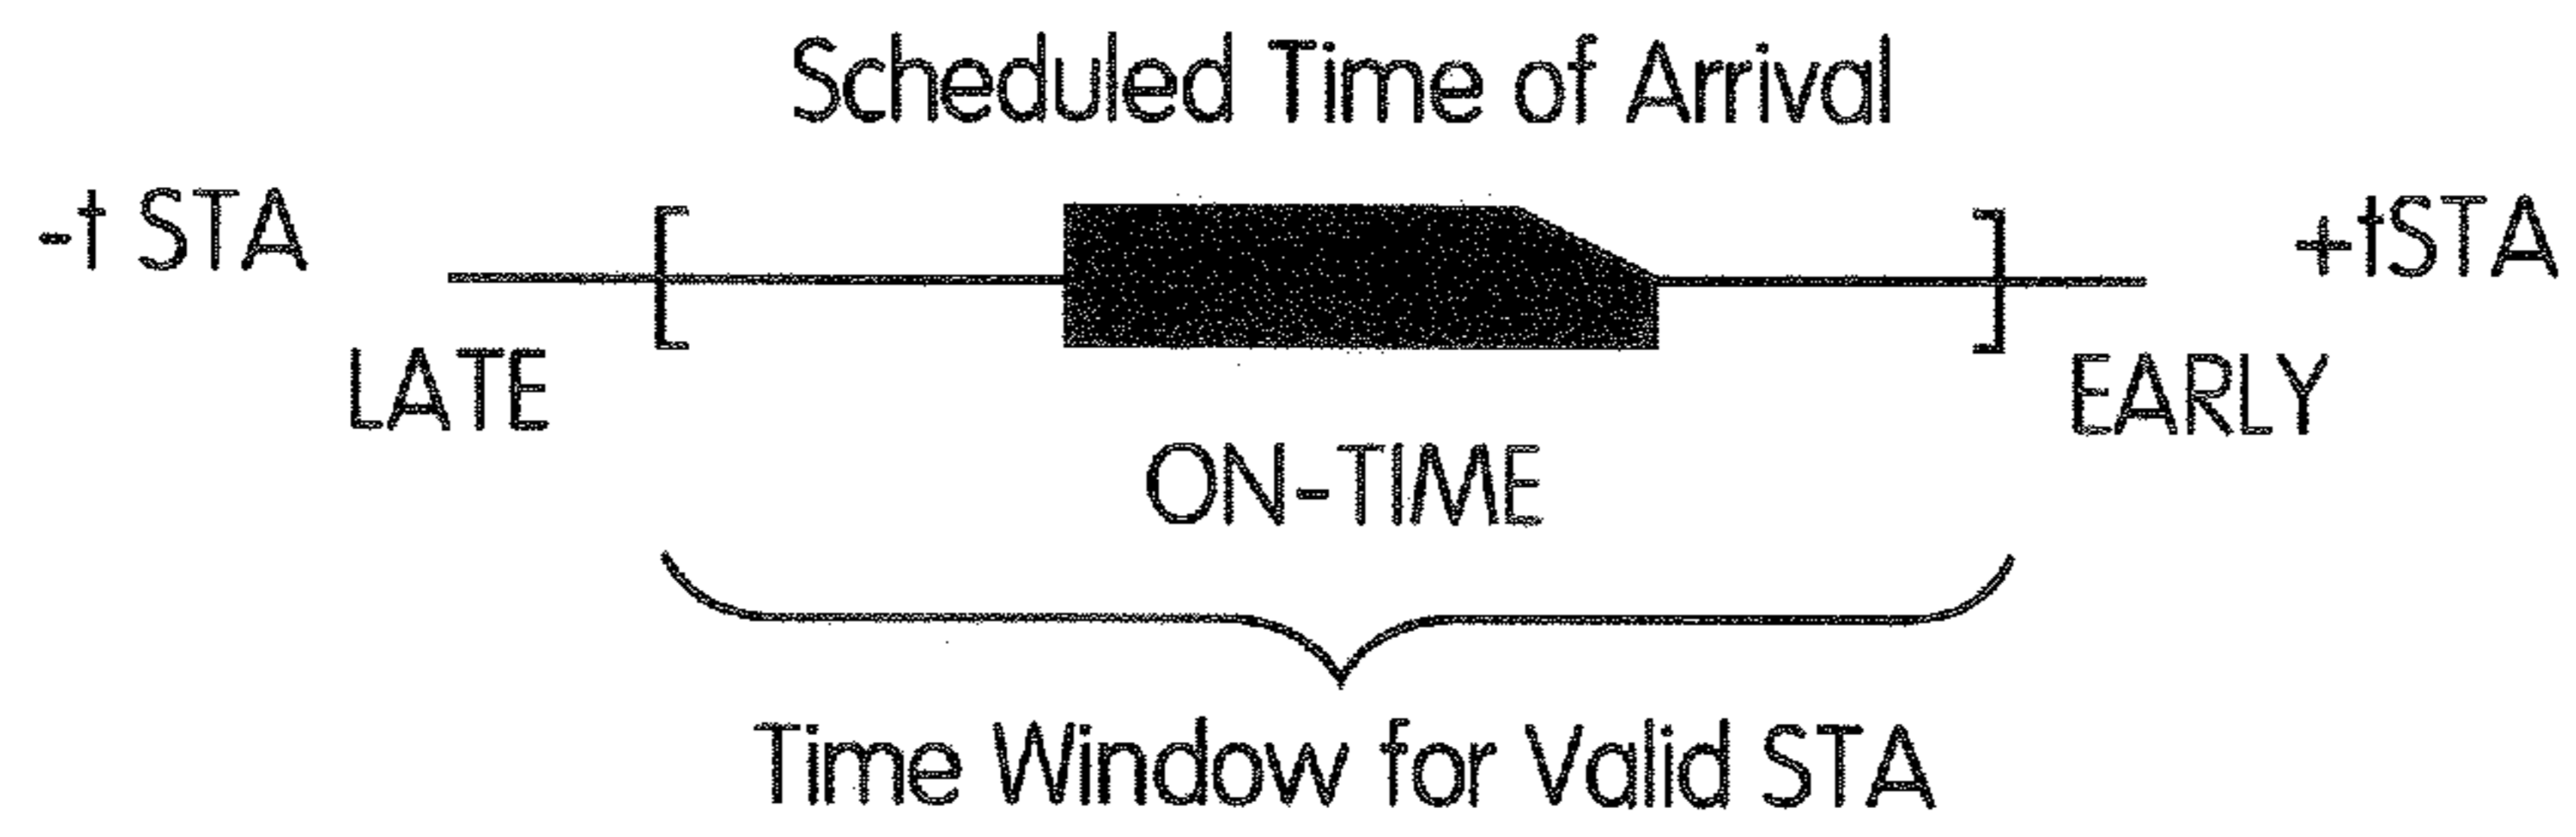 Scheduled Time of Arrival
-t STA
+tSTA
LATE
EARLY
ON-TIME
Time Window for Valid STA